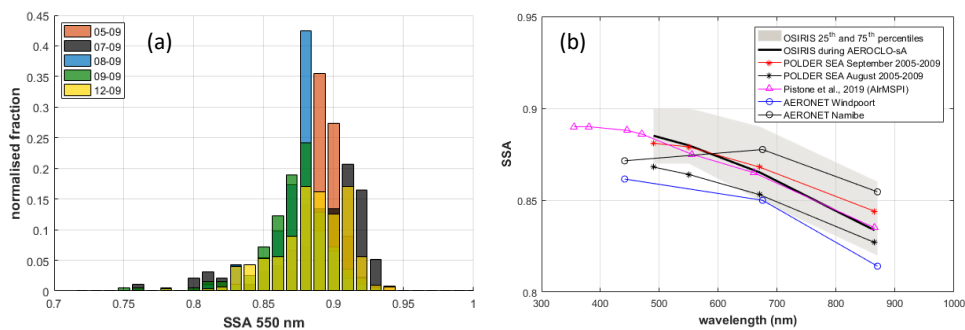 (a)
05-09
07-09
08-09
09-09
12-09
normalised fraction
0.45
0.4
0.35
0.3
0.25
0.2
0.15
0.1
0.05
0
0.7
0.75
0.8
0.85
0.9
0.95
1
SSA 550 nm
(b)
OSIRIS 25th and 75th percentiles
OSIRIS during AEROCLO-sA
POLDER SEA September 2005-2009
POLDER SEA August 2005-2009
Pistone et al., 2019 (AirMSPI)
AERONET Windpoort
AERONET Namibe
SSA
0.95
0.9
0.85
0.8
300
400
500
600
700
800
900
1000
wavelength (nm)